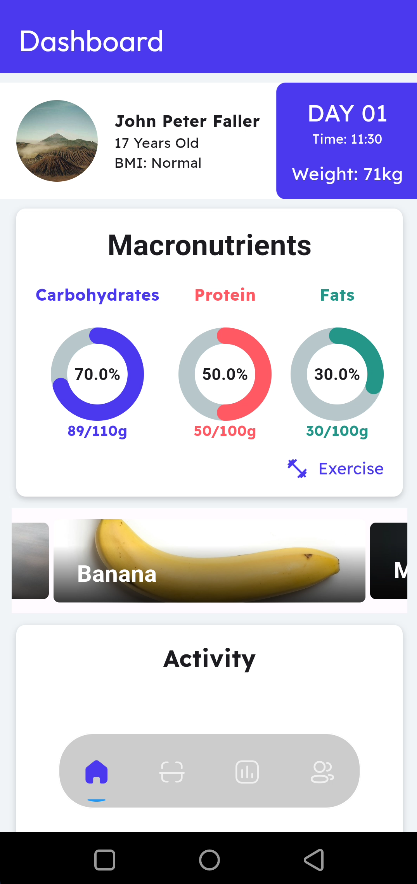 Dashboard
John Peter Faller
17 Years Old
BMI: Normal
DAY 01
Time: 11:30
Weight: 71kg
Macronutrients
Carbohydrates
Protein
Fats
70.0%
50.0%
30.0%
89/110g
50/100g
30/100g
Exercise
Banana
M
Activity